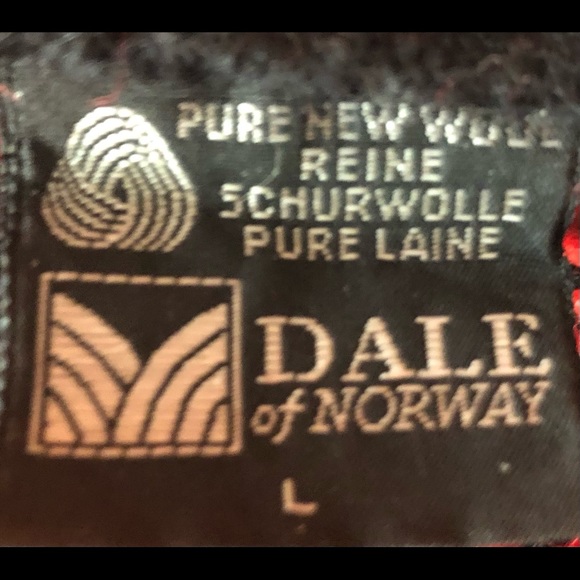 PURE NEW WOOL
REINE
SCHURWOLLE
PURE LAINE
DALE
of NORWAY
L